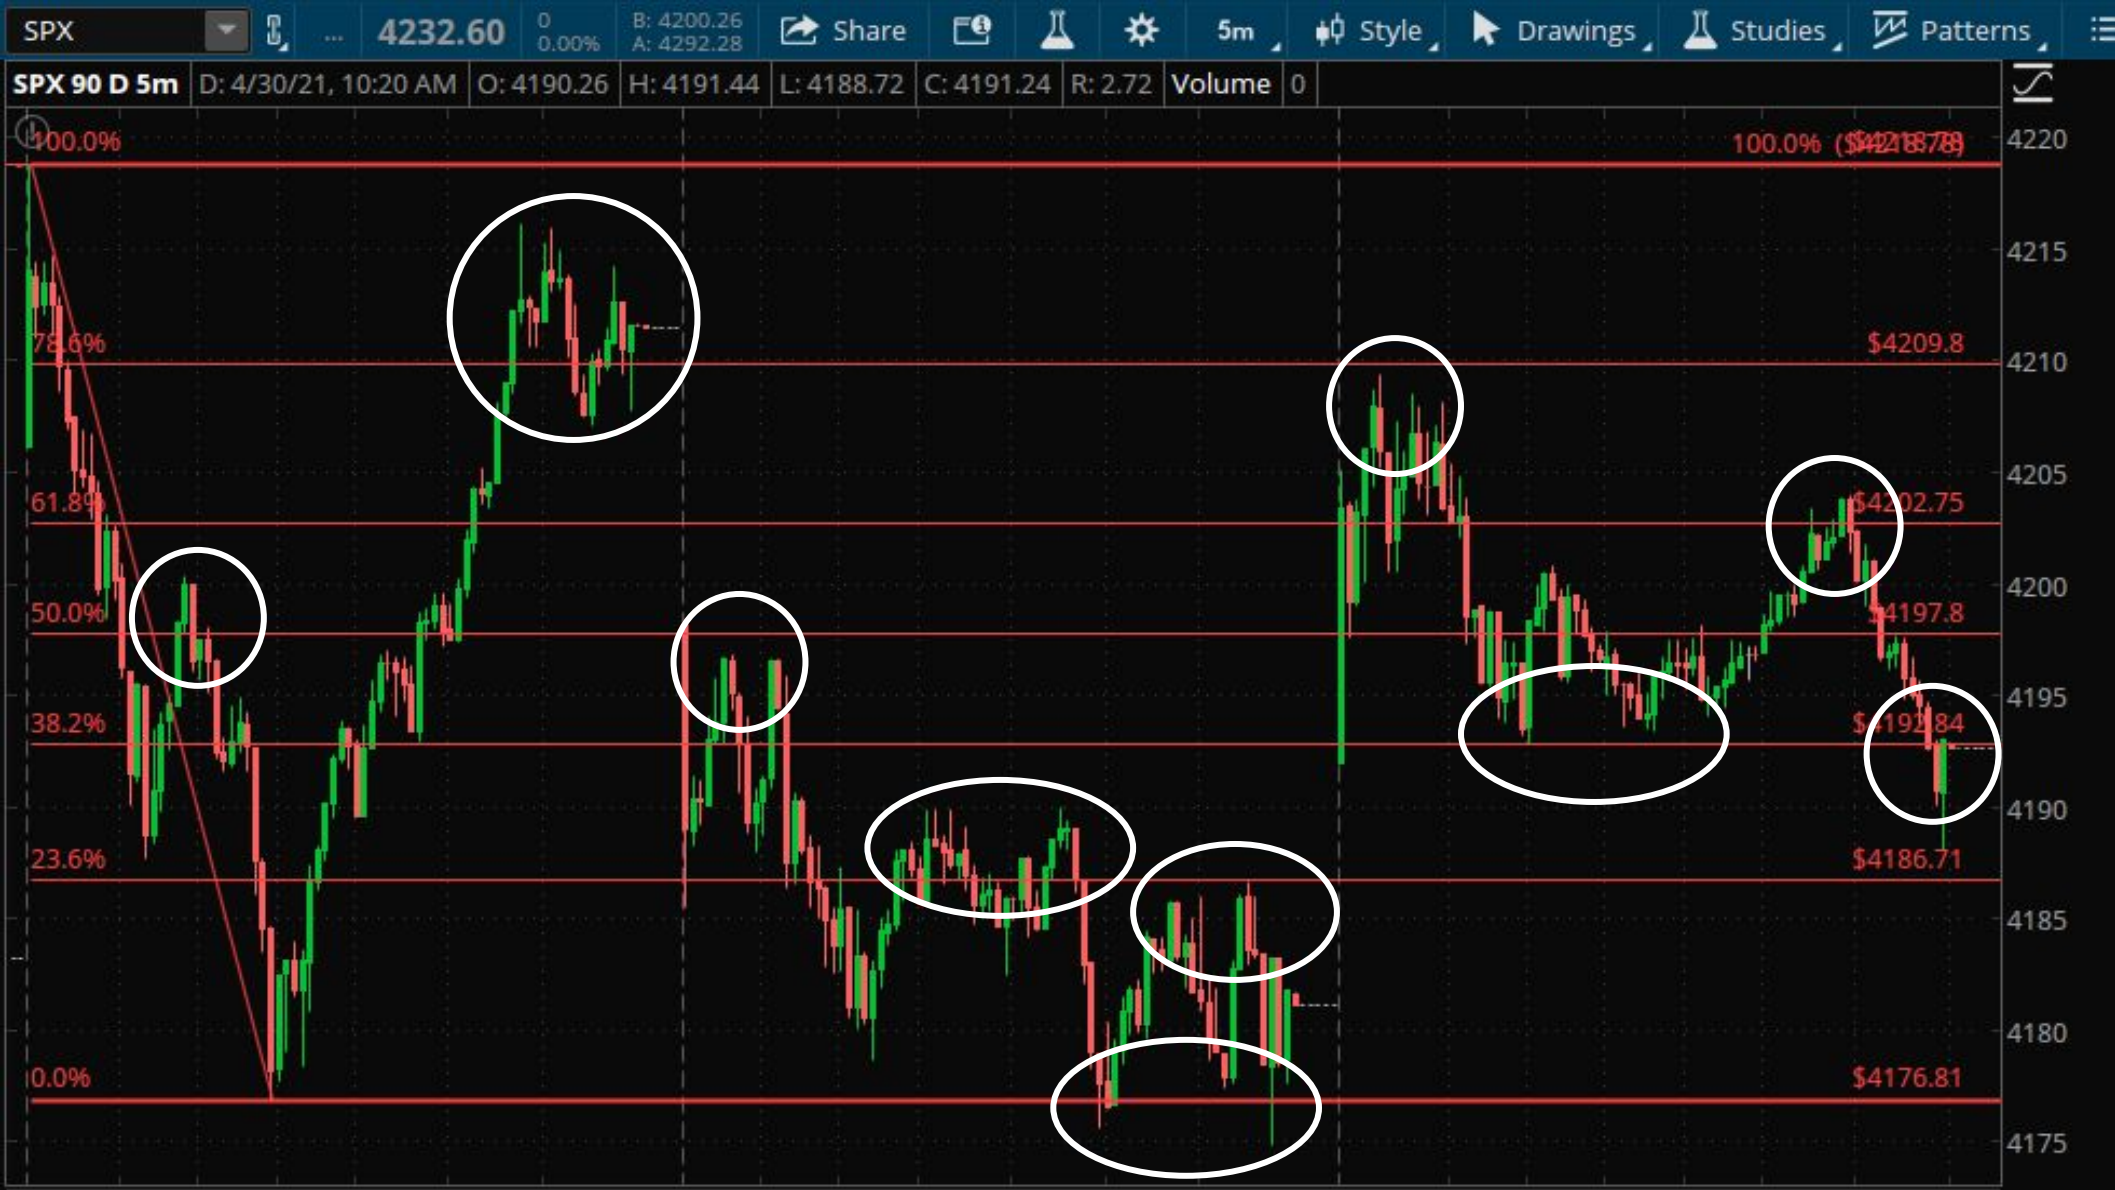 SPX ... 4232.60 0 B: 4200.26 Share 5m Style Drawings Studies Patterns
0.00% A: 4292.28
SPX 90 D 5m D: 4/30/21, 10:20 AM O: 4190.26 H: 4191.44 L: 4188.72 C: 4191.24 R: 2.72 Volume 0
100.0% 100.0% 4220
4215
78.6% $4209.8 4210
4205
61.8% $4202.75
4200
50.0% $4197.8
4195
38.2% $4192.84
4190
23.6% $4186.71
4185
4180
0.0% $4176.81
4175